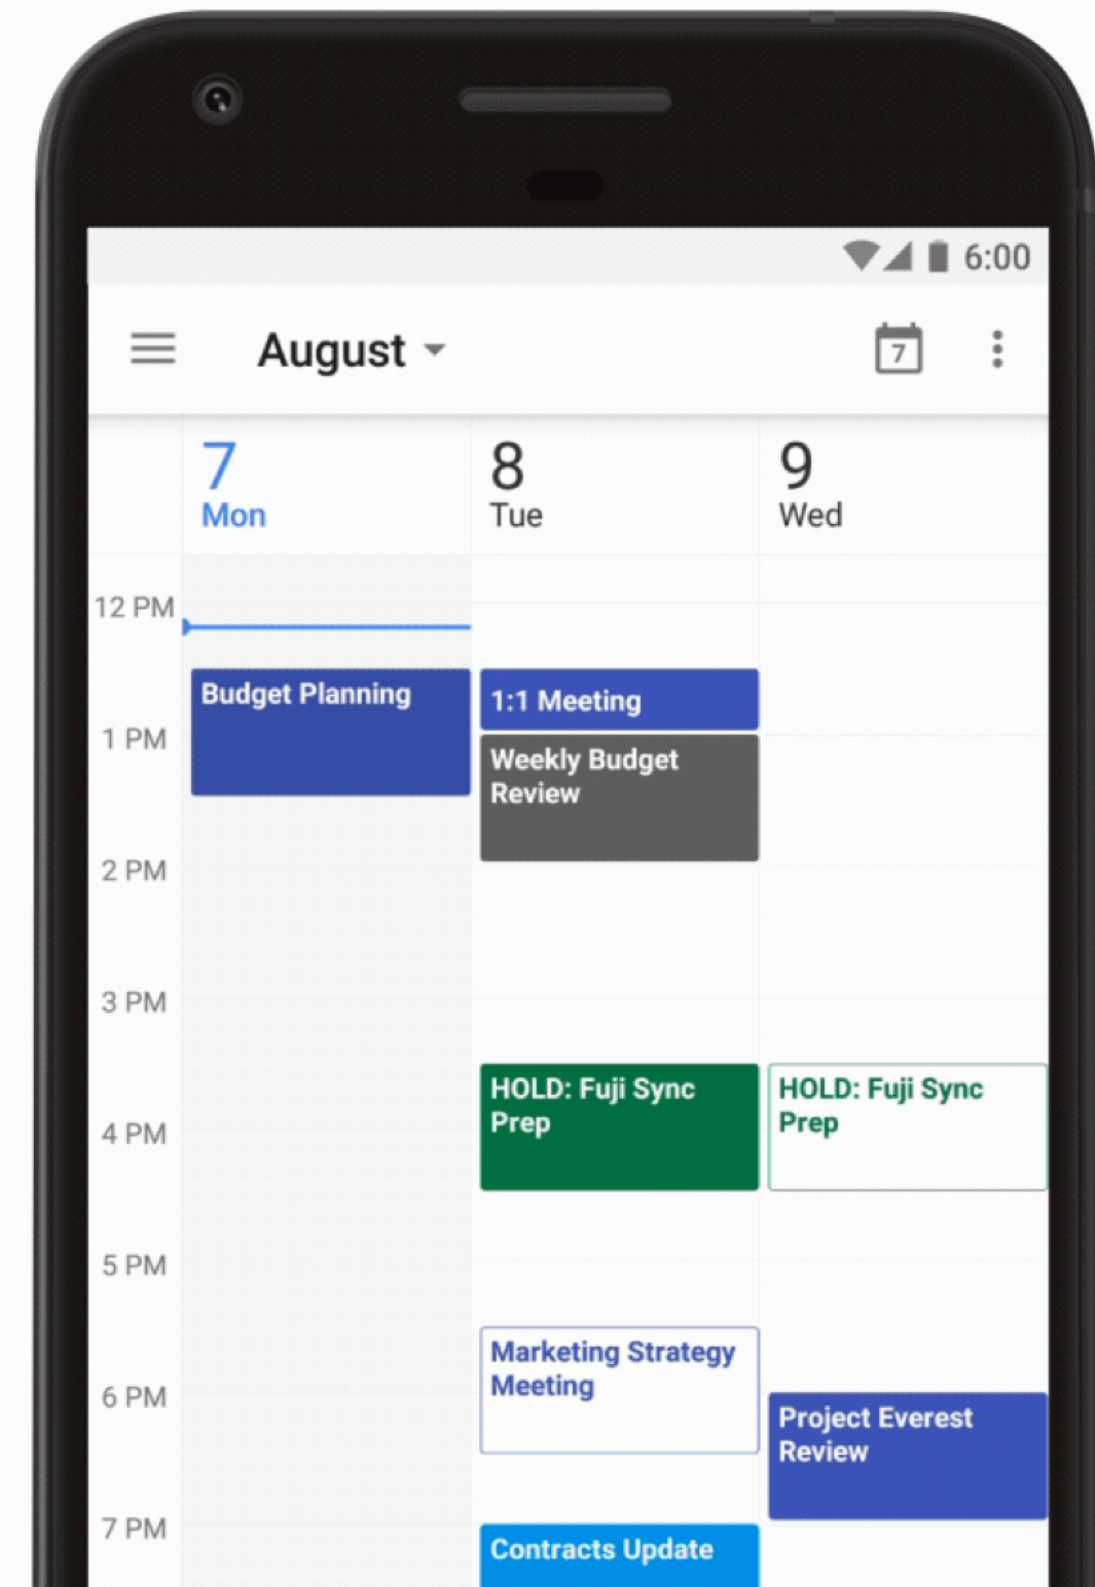 6:00
August
7
7
Mon
8
Tue
9
Wed
12 PM
Budget Planning
1:1 Meeting
1 PM
Weekly Budget
Review
2 PM
3 PM
HOLD: Fuji Sync
Prep
HOLD: Fuji Sync
Prep
4 PM
5 PM
Marketing Strategy
Meeting
6 PM
Project Everest
Review
7 PM
Contracts Update